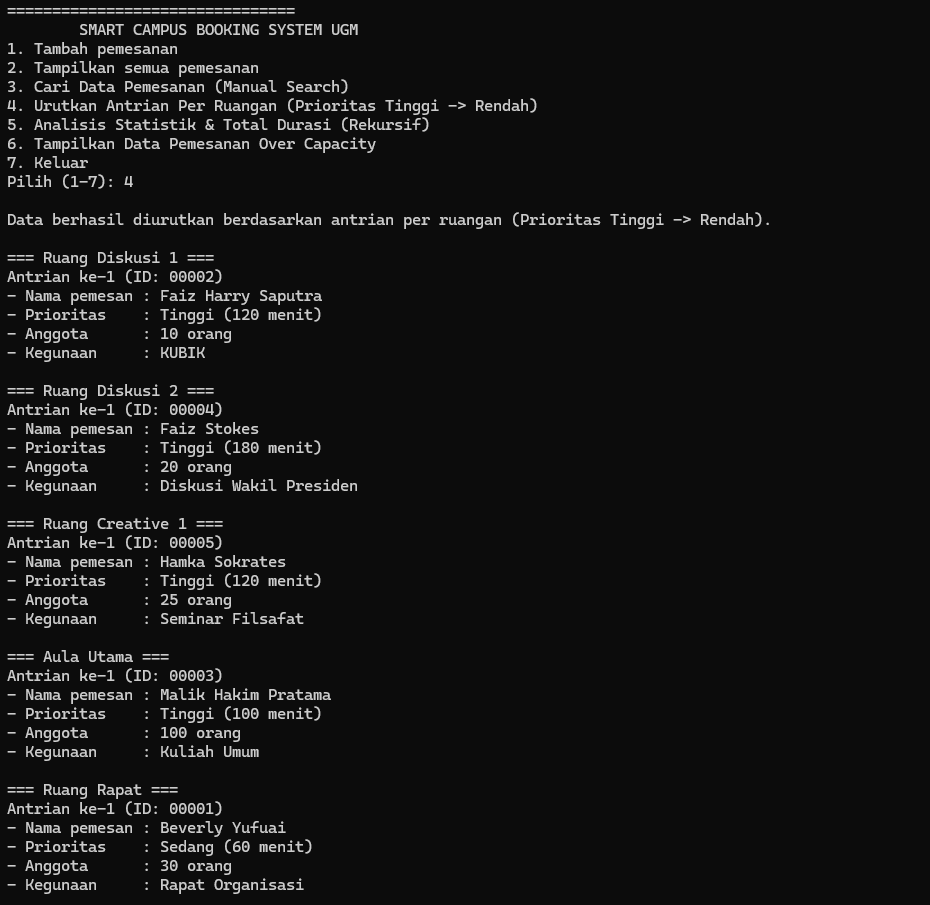 ================================
        SMART CAMPUS BOOKING SYSTEM UGM
1. Tambah pemesanan
2. Tampilkan semua pemesanan
3. Cari Data Pemesanan (Manual Search)
4. Urutkan Antrian Per Ruangan (Prioritas Tinggi -> Rendah)
5. Analisis Statistik & Total Durasi (Rekursif)
6. Tampilkan Data Pemesanan Over Capacity
7. Keluar
Pilih (1-7): 4

Data berhasil diurutkan berdasarkan antrian per ruangan (Prioritas Tinggi -> Rendah).

=== Ruang Diskusi 1 ===
Antrian ke-1 (ID: 00002)
- Nama pemesan : Faiz Harry Saputra
- Prioritas    : Tinggi (120 menit)
- Anggota      : 10 orang
- Kegunaan     : KUBIK

=== Ruang Diskusi 2 ===
Antrian ke-1 (ID: 00004)
- Nama pemesan : Faiz Stokes
- Prioritas    : Tinggi (180 menit)
- Anggota      : 20 orang
- Kegunaan     : Diskusi Wakil Presiden

=== Ruang Creative 1 ===
Antrian ke-1 (ID: 00005)
- Nama pemesan : Hamka Sokrates
- Prioritas    : Tinggi (120 menit)
- Anggota      : 25 orang
- Kegunaan     : Seminar Filsafat

=== Aula Utama ===
Antrian ke-1 (ID: 00003)
- Nama pemesan : Malik Hakim Pratama
- Prioritas    : Tinggi (100 menit)
- Anggota      : 100 orang
- Kegunaan     : Kuliah Umum

=== Ruang Rapat ===
Antrian ke-1 (ID: 00001)
- Nama pemesan : Beverly Yufuai
- Prioritas    : Sedang (60 menit)
- Anggota      : 30 orang
- Kegunaan     : Rapat Organisasi